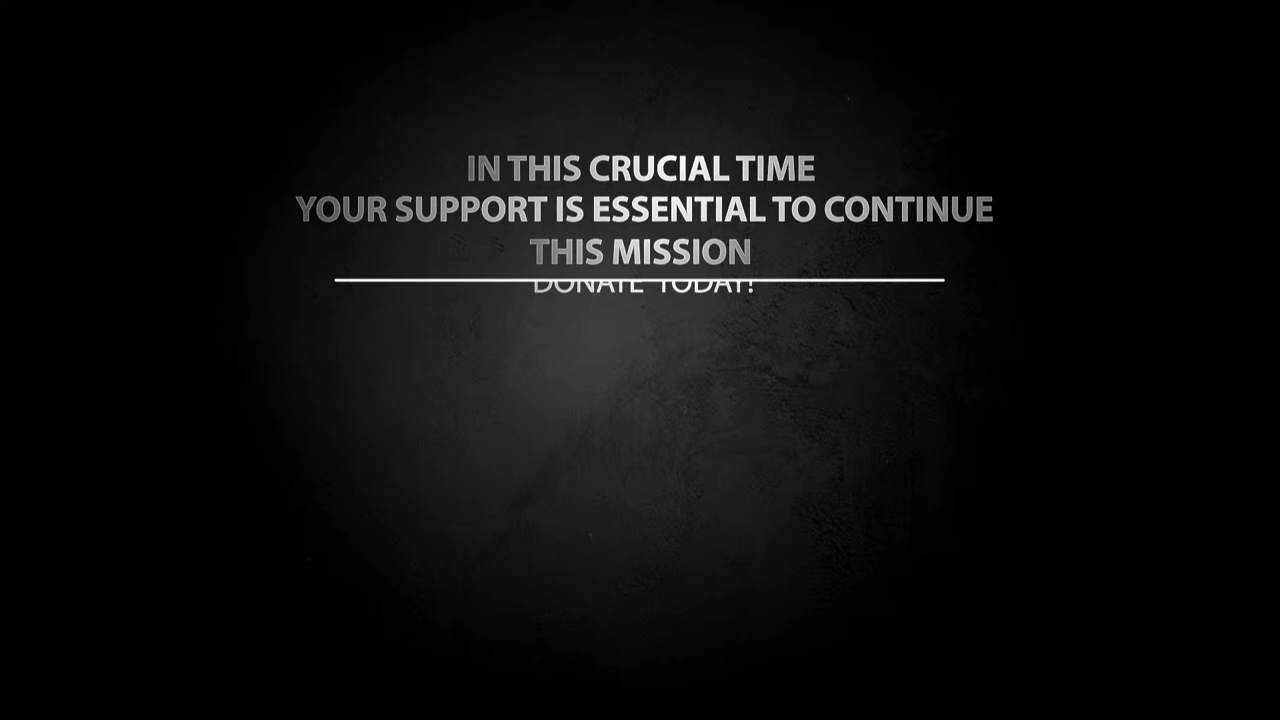 IN THIS CRUCIAL TIME
YOUR SUPPORT IS ESSENTIAL TO CONTINUE
THIS MISSION
DONATE TODAY!